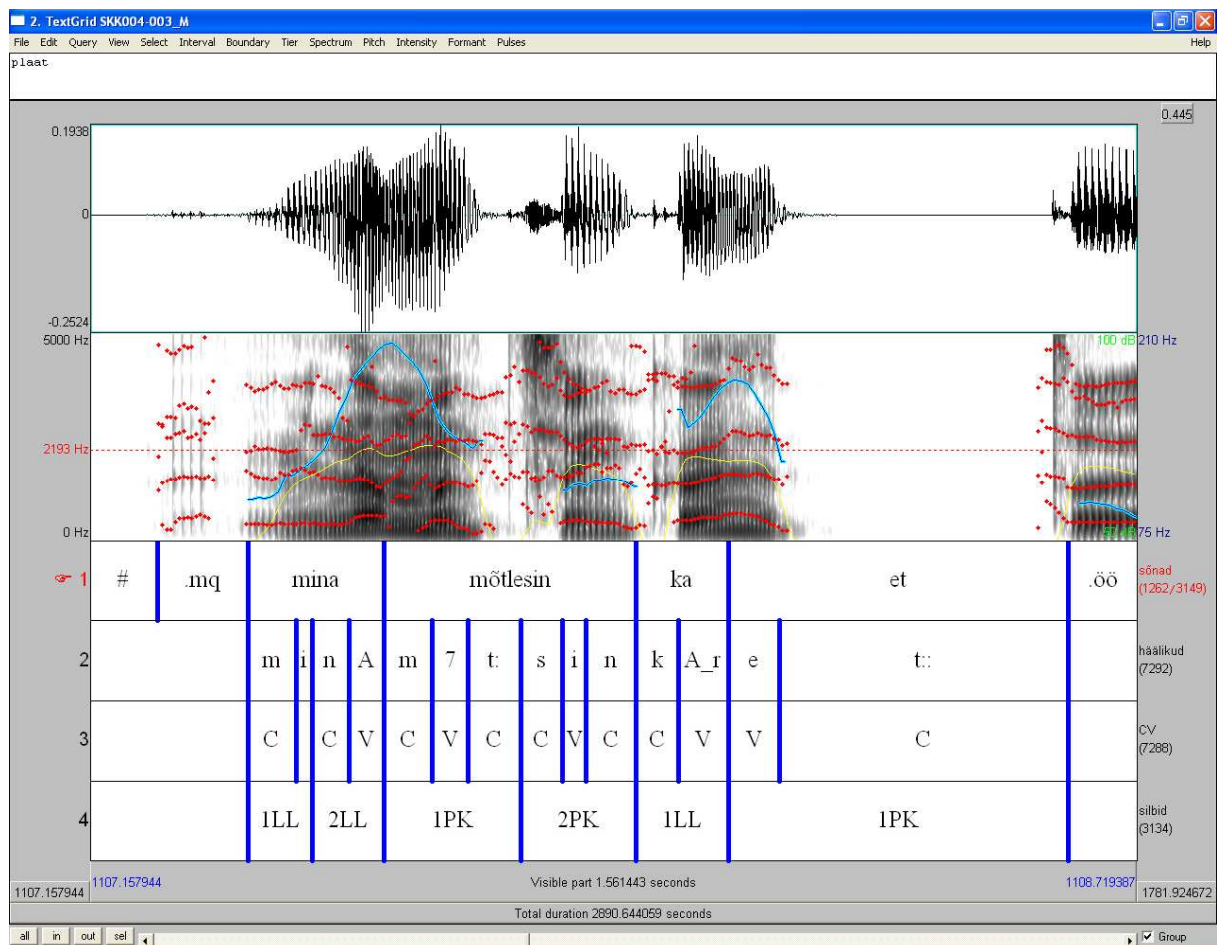 2. TextGrid SKK004-003_M
File Edit Query View Select Interval Boundary Tier Spectrum Pitch Intensity Formant Pulses Help
plaat
0.445
0.1938
0
-0.2524
5000 Hz 100 dB 210 Hz
2193 Hz
0 Hz 75 Hz
1 # .mq mina mõtlesin ka et .öö sõnad
(1262/3149)
2 m i n A m 7 t: s i n k A_r e t:: häälikud
(7292)
3 C C V C V C C V C C V V C CV
(7288)
4 1LL 2LL 1PK 2PK 1LL 1PK silbid
(3134)
1107.157944 1107.157944 Visible part 1.561443 seconds 1108.719387 1781.924672
Total duration 2890.644059 seconds
all in out sel Group